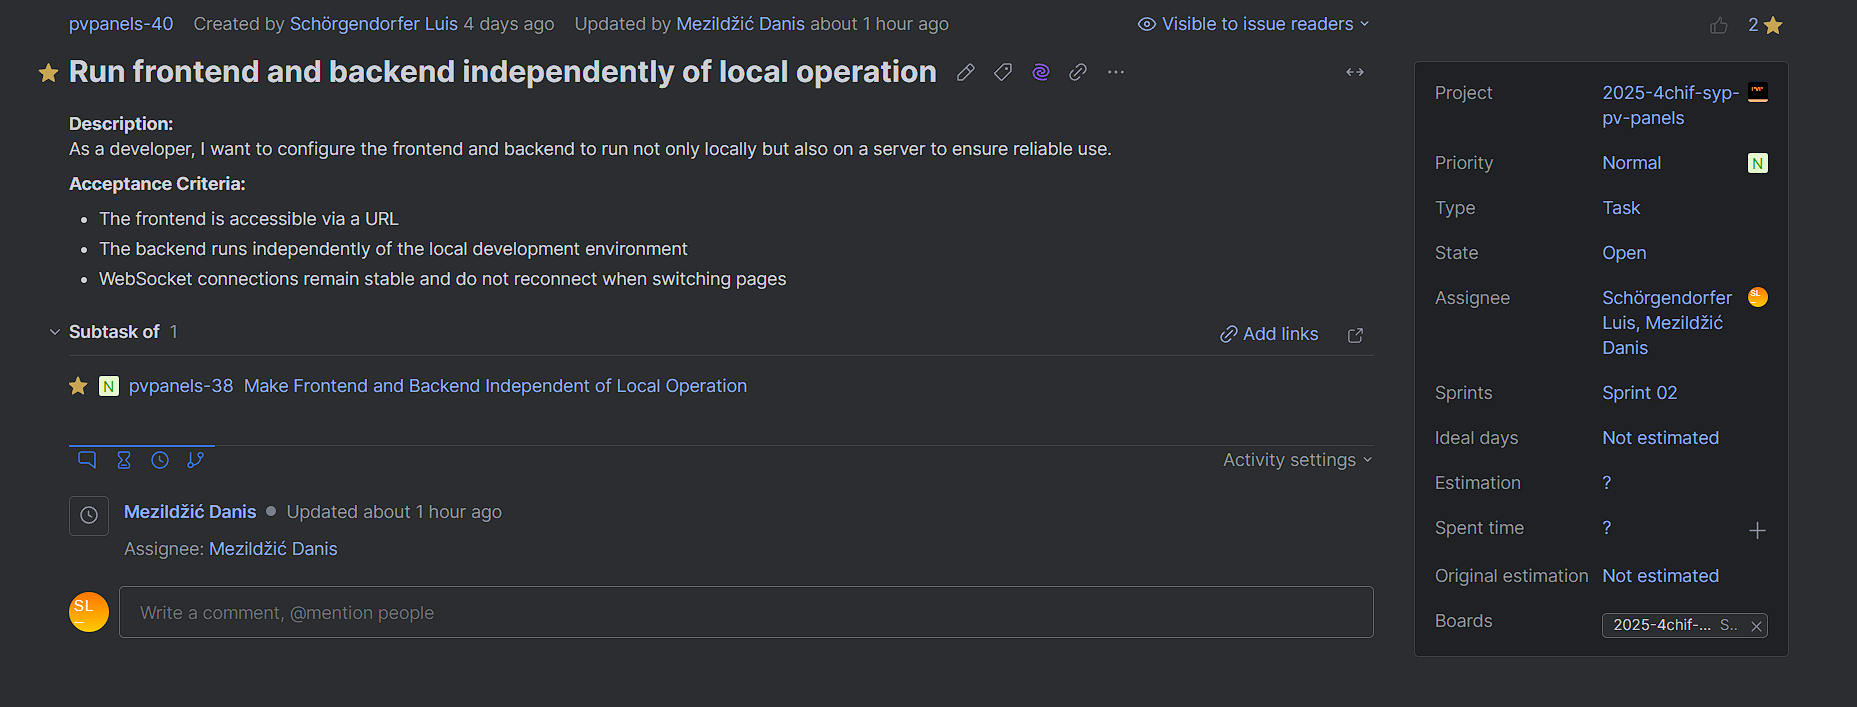 pvpanels-40 Created by Schörgendorfer Luis 4 days ago Updated by Mezildžić Danis about 1 hour ago Visible to issue readers
2
Run frontend and backend independently of local operation
Description:
As a developer, I want to configure the frontend and backend to run not only locally but also on a server to ensure reliable use.
Acceptance Criteria:
• The frontend is accessible via a URL
• The backend runs independently of the local development environment
• WebSocket connections remain stable and do not reconnect when switching pages
Subtask of 1
Add links
N pvpanels-38 Make Frontend and Backend Independent of Local Operation
Activity settings
Mezildžić Danis Updated about 1 hour ago
Assignee: Mezildžić Danis
SL
Write a comment, @mention people
Project 2025-4chif-syp-
pv-panels
Priority Normal N
Type Task
State Open
Assignee Schörgendorfer SL
Luis, Mezildžić
Danis
Sprints Sprint 02
Ideal days Not estimated
Estimation ?
Spent time ?
Original estimation Not estimated
Boards 2025-4chif-... S..